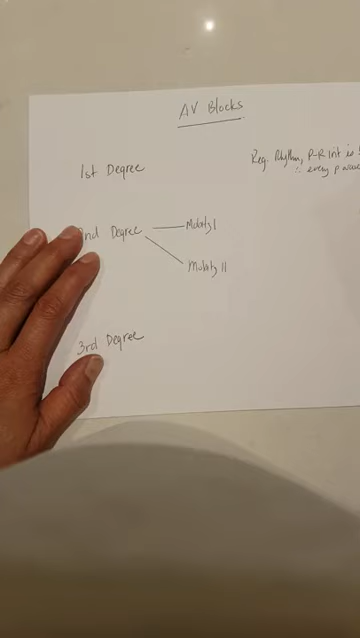 AV Blocks
1st Degree
Reg. Rhythm, P-R int is
∴ every p wave
2nd Degree
Mobitz I
Mobitz II
3rd Degree